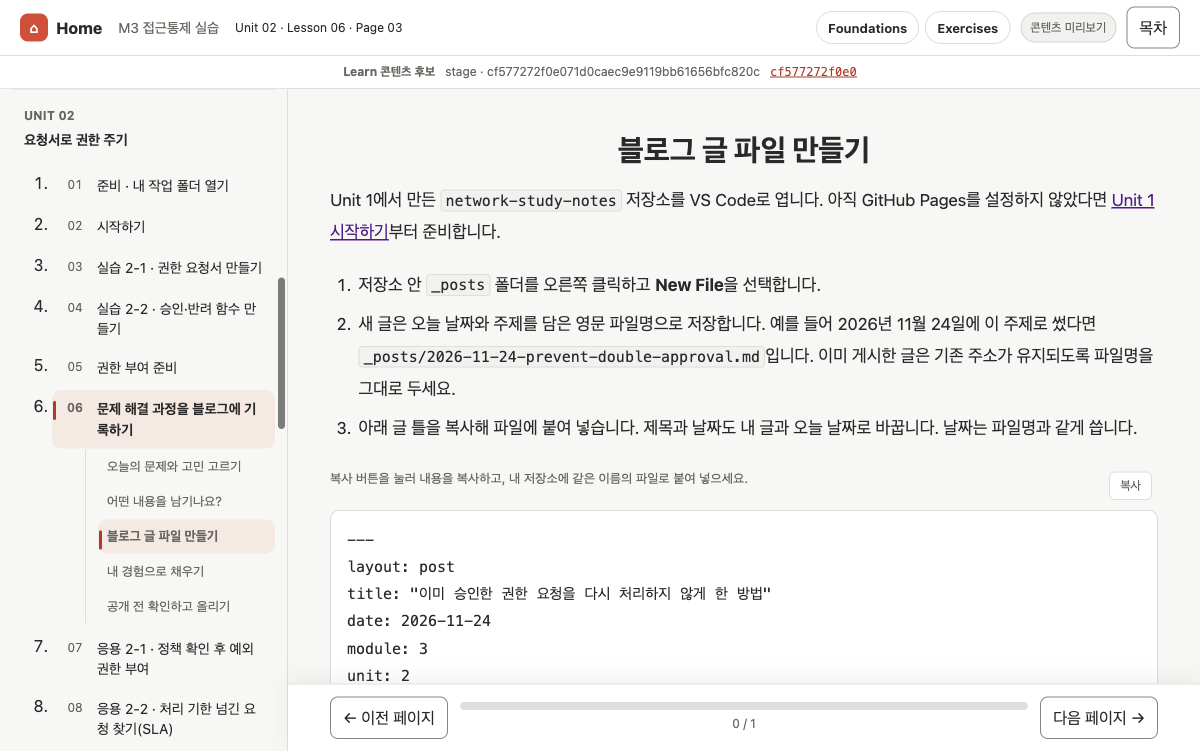 Home M3 접근통제 실습 Unit 02 · Lesson 06 · Page 03 Foundations Exercises 콘텐츠 미리보기 목차
Learn 콘텐츠 후보 stage · cf577272f0e071d0caec9e9119bb61656bfc820c cf577272f0e0
UNIT 02
요청서로 권한 주기
1. 01 준비 · 내 작업 폴더 열기
2. 02 시작하기
3. 03 실습 2-1 · 권한 요청서 만들기
4. 04 실습 2-2 · 승인·반려 함수 만
들기
5. 05 권한 부여 준비
6. 06 문제 해결 과정을 블로그에 기
록하기
오늘의 문제와 고민 고르기
어떤 내용을 남기나요?
블로그 글 파일 만들기
내 경험으로 채우기
공개 전 확인하고 올리기
7. 07 응용 2-1 · 정책 확인 후 예외
권한 부여
8. 08 응용 2-2 · 처리 기한 넘긴 요
청 찾기(SLA)
블로그 글 파일 만들기
Unit 1에서 만든 network-study-notes 저장소를 VS Code로 엽니다. 아직 GitHub Pages를 설정하지 않았다면 Unit 1
시작하기부터 준비합니다.
1. 저장소 안 _posts 폴더를 오른쪽 클릭하고 New File을 선택합니다.
2. 새 글은 오늘 날짜와 주제를 담은 영문 파일명으로 저장합니다. 예를 들어 2026년 11월 24일에 이 주제로 썼다면
_posts/2026-11-24-prevent-double-approval.md입니다. 이미 게시한 글은 기존 주소가 유지되도록 파일명을
그대로 두세요.
3. 아래 글 틀을 복사해 파일에 붙여 넣습니다. 제목과 날짜도 내 글과 오늘 날짜로 바꿉니다. 날짜는 파일명과 같게 씁니다.
복사 버튼을 눌러 내용을 복사하고, 내 저장소에 같은 이름의 파일로 붙여 넣으세요.
복사
---
layout: post
title: "이미 승인한 권한 요청을 다시 처리하지 않게 한 방법"
date: 2026-11-24
module: 3
unit: 2
← 이전 페이지
0 / 1
다음 페이지 →